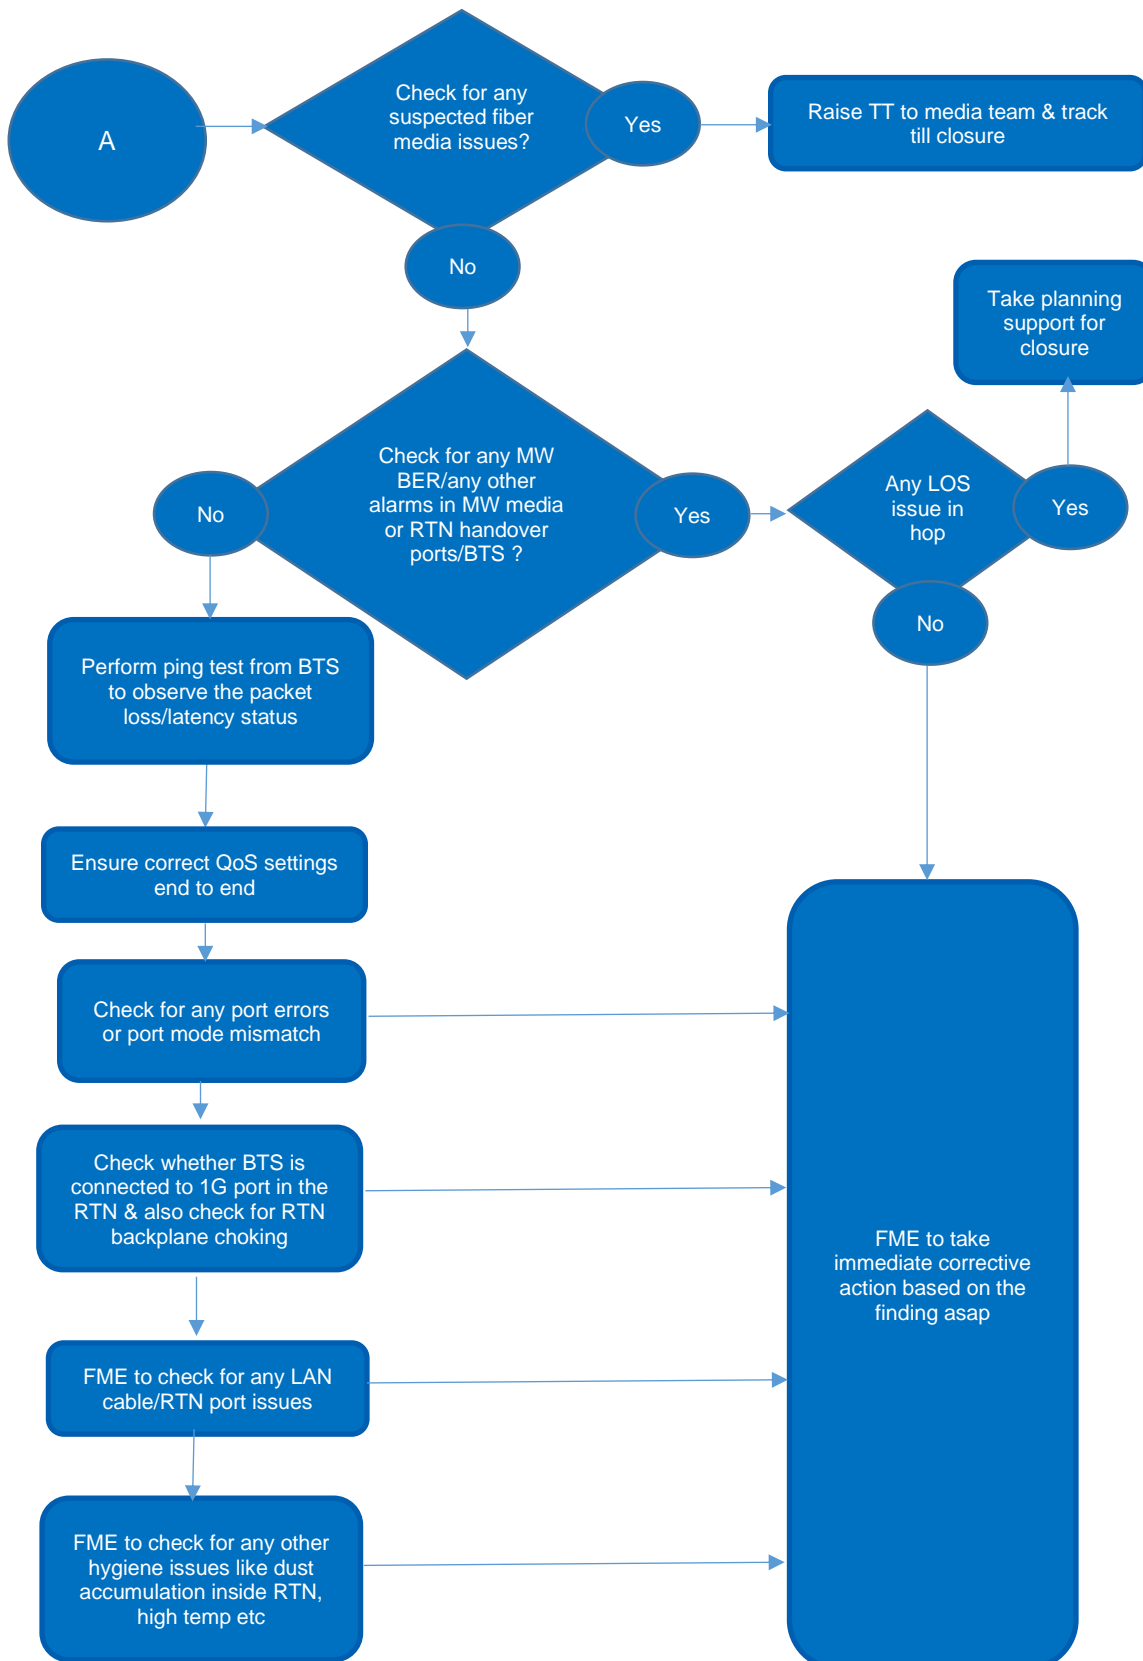 A
Check for any
suspected fiber
media issues?
Yes
Raise TT to media team & track
till closure
No
Take planning
support for
closure
Check for any MW
BER/any other
alarms in MW media
or RTN handover
ports/BTS ?
No
Yes
Any LOS
issue in
hop
Yes
No
Perform ping test from BTS
to observe the packet
loss/latency status
Ensure correct QoS settings
end to end
Check for any port errors
or port mode mismatch
Check whether BTS is
connected to 1G port in the
RTN & also check for RTN
backplane choking
FME to take
immediate corrective
action based on the
finding asap
FME to check for any LAN
cable/RTN port issues
FME to check for any other
hygiene issues like dust
accumulation inside RTN,
high temp etc